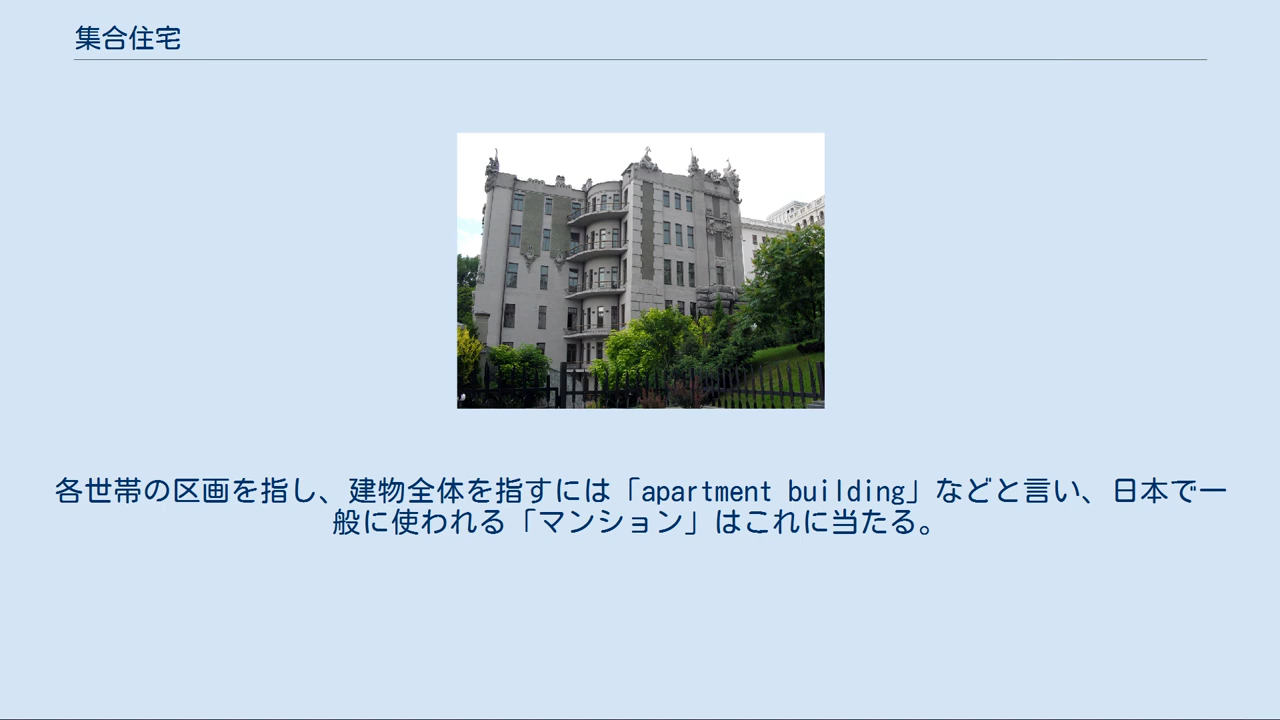 集合住宅
各世帯の区画を指し、建物全体を指すには「apartment building」などと言い、日本で一
般に使われる「マンション」はこれに当たる。